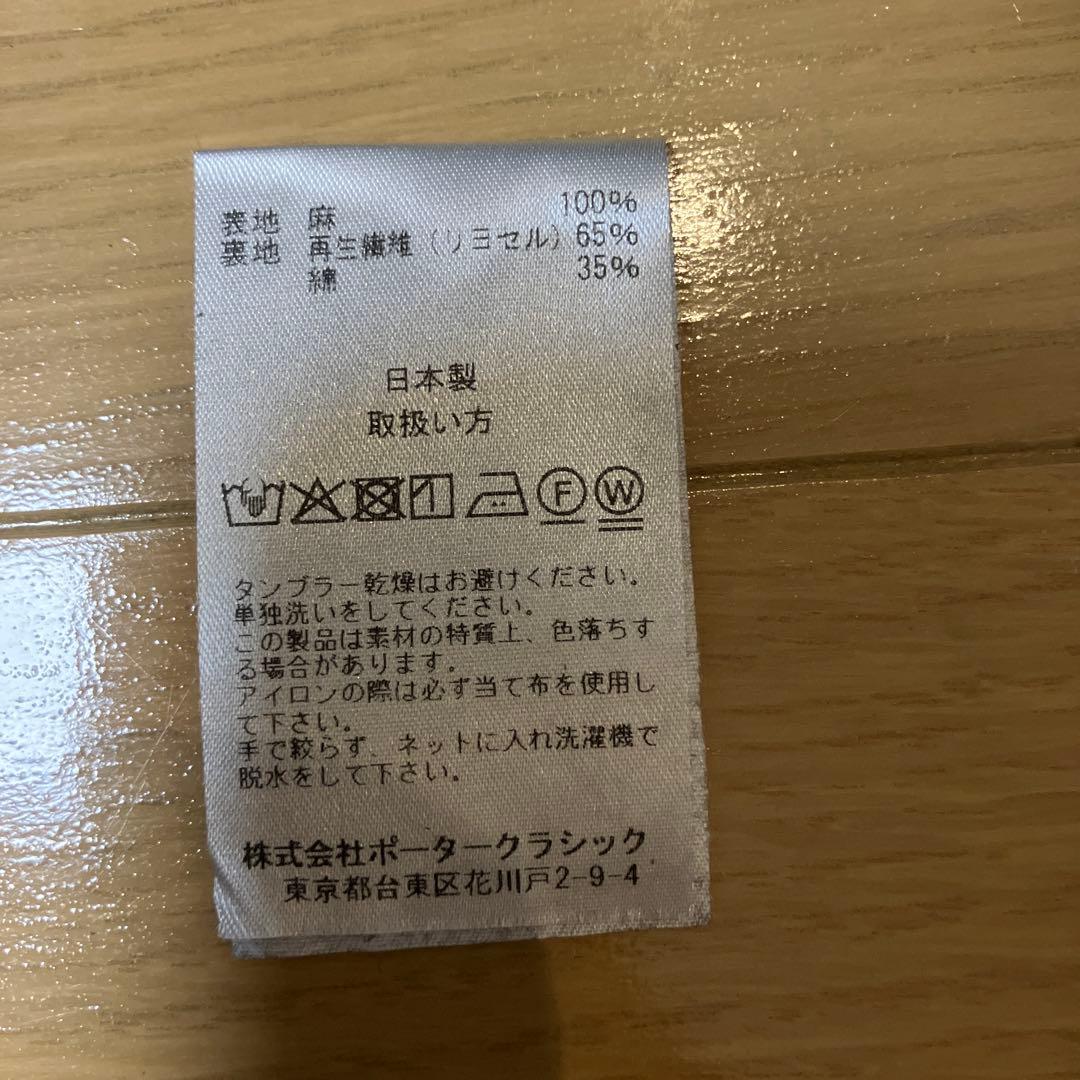 表地 麻 100%
裏地 再生繊維(リヨセル) 65%
綿 35%
日本製
取扱い方
F W
タンブラー乾燥はお避けください。
単独洗いをしてください。
この製品は素材の特質上、色落ちす
る場合があります。
アイロンの際は必ず当て布を使用し
て下さい。
手で絞らず、ネットに入れ洗濯機で
脱水をして下さい。
株式会社ポータークラシック
東京都台東区花川戸2-9-4